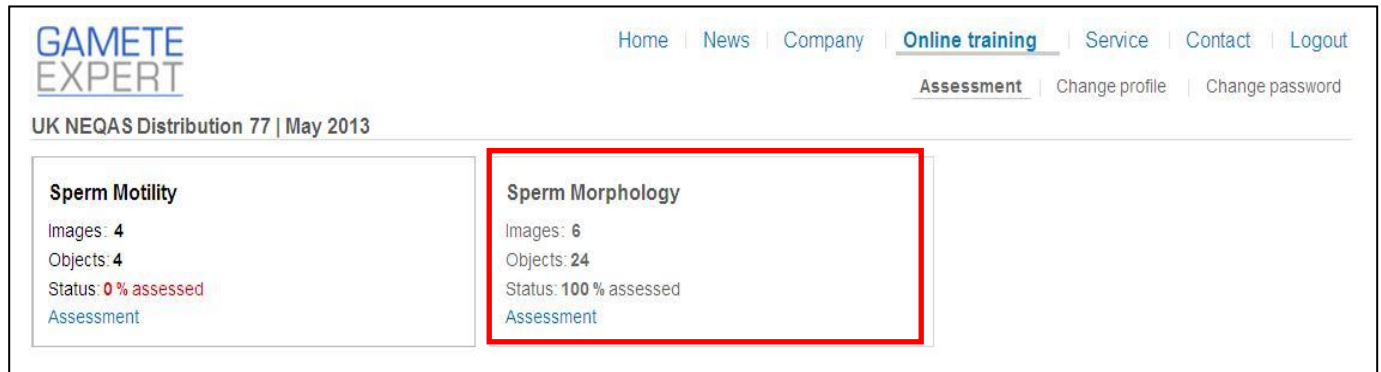 GAMETE
EXPERT
Home | News | Company | Online training | Service | Contact | Logout
Assessment | Change profile | Change password
UK NEQAS Distribution 77 | May 2013
Sperm Motility
Images: 4
Objects: 4
Status: 0 % assessed
Assessment
Sperm Morphology
Images: 6
Objects: 24
Status: 100 % assessed
Assessment